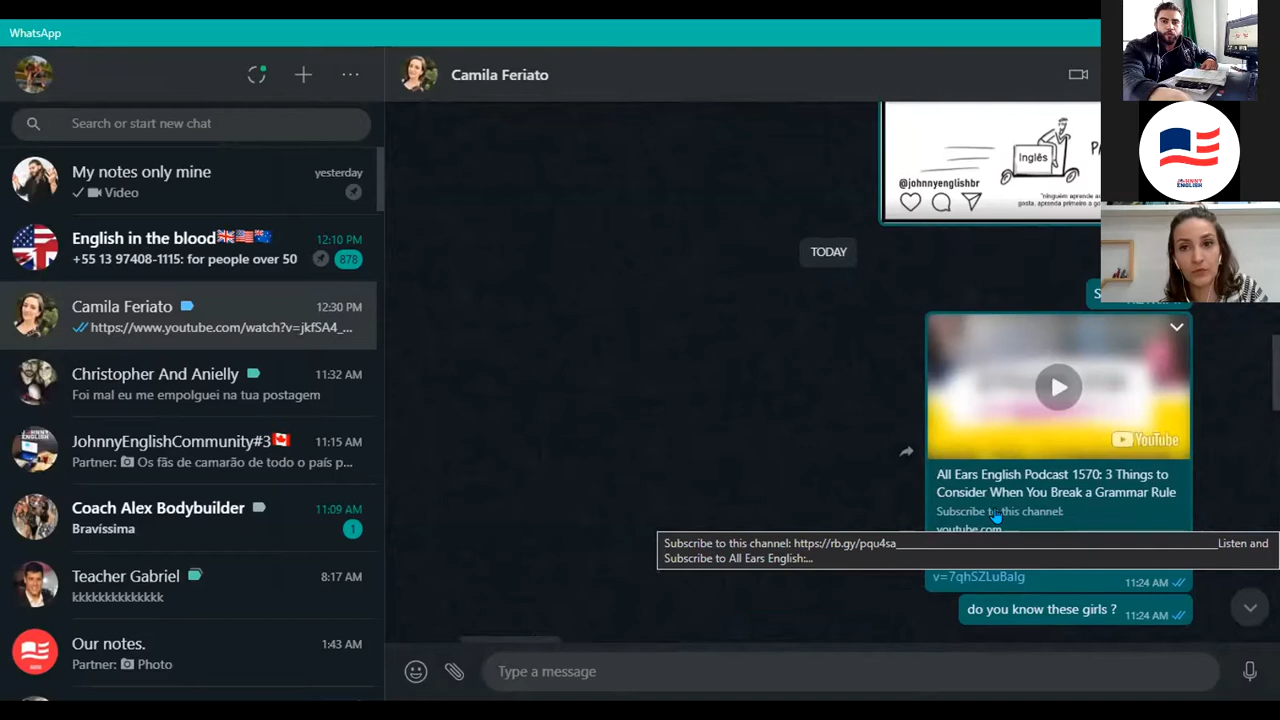 WhatsApp
Search or start new chat
My notes only mine
yesterday
Video
English in the blood🇬🇧🇺🇸🇦🇺
12:10 PM
+55 13 97408-1115: for people over 50
878
Camila Feriato
12:30 PM
https://www.youtube.com/watch?v=jkfSA4_...
Christopher And Anielly
11:32 AM
Foi mal eu me empolguei na tua postagem
JohnnyEnglishCommunity#3🇨🇦
11:15 AM
Partner: Os fãs de camarão de todo o país p...
Coach Alex Bodybuilder
11:09 AM
Bravíssima
1
Teacher Gabriel
8:17 AM
kkkkkkkkkkkkk
Our notes.
1:43 AM
Partner: Photo
Camila Feriato
Inglês
@johnnyenglishbr
TODAY
YouTube
All Ears English Podcast 1570: 3 Things to
Consider When You Break a Grammar Rule
Subscribe to this channel:
youtube.com
Subscribe to this channel: https://rb.gy/pqu4sa Listen and
Subscribe to All Ears English:...
v=7qhSZLuBaIg
11:24 AM
do you know these girls ?
11:24 AM
Type a message
JOHNNY
ENGLISH